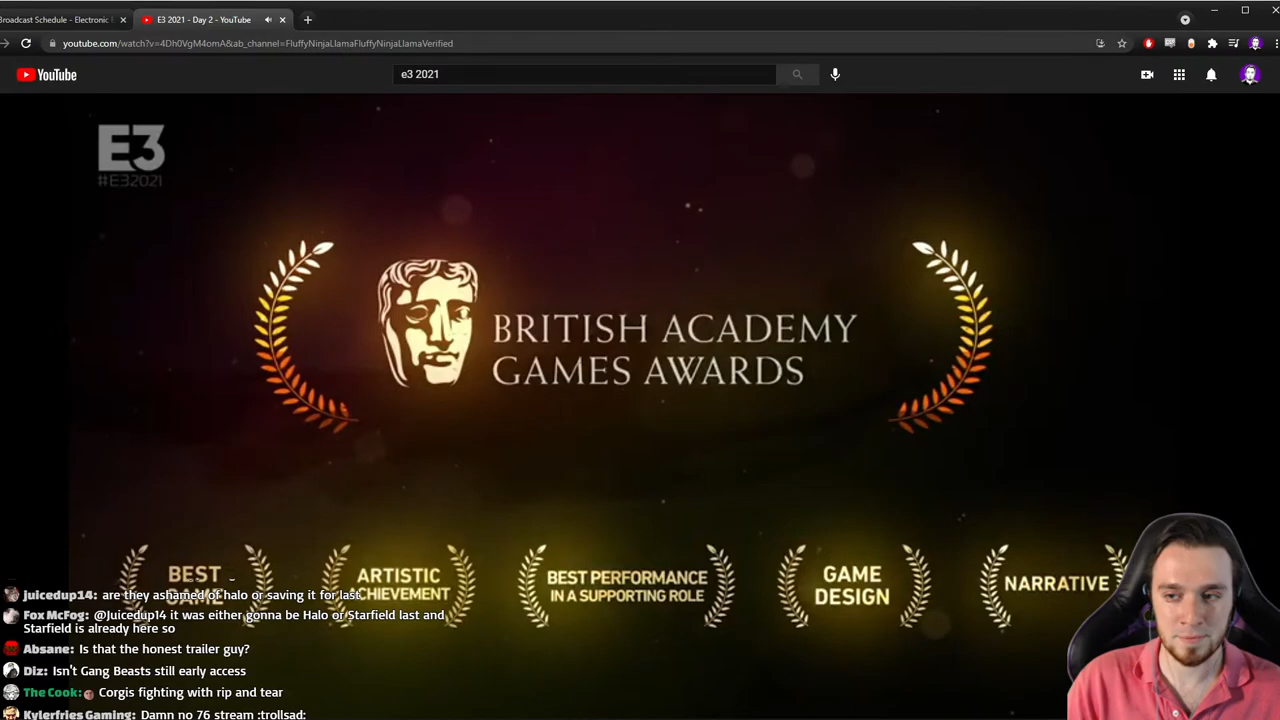 Broadcast Schedule - Electronic E
E3 2021 - Day 2 - YouTube
youtube.com/watch?v=4Dh0VgM4omA&ab_channel=FluffyNinjaLlamaFluffyNinjaLlamaVerified
YouTube
e3 2021
E3
#E32021
BRITISH ACADEMY
GAMES AWARDS
BEST
GAME
ARTISTIC
ACHIEVEMENT
BEST PERFORMANCE
IN A SUPPORTING ROLE
GAME
DESIGN
NARRATIVE
juicedup14: are they ashamed of halo or saving it for last
Fox McFog: @Juicedup14 it was either gonna be Halo or Starfield last and
Starfield is already here so
Absane: Is that the honest trailer guy?
Diz: Isn't Gang Beasts still early access
The Cook: Corgis fighting with rip and tear
Kylerfries Gaming: Damn no 76 stream :trollsad: